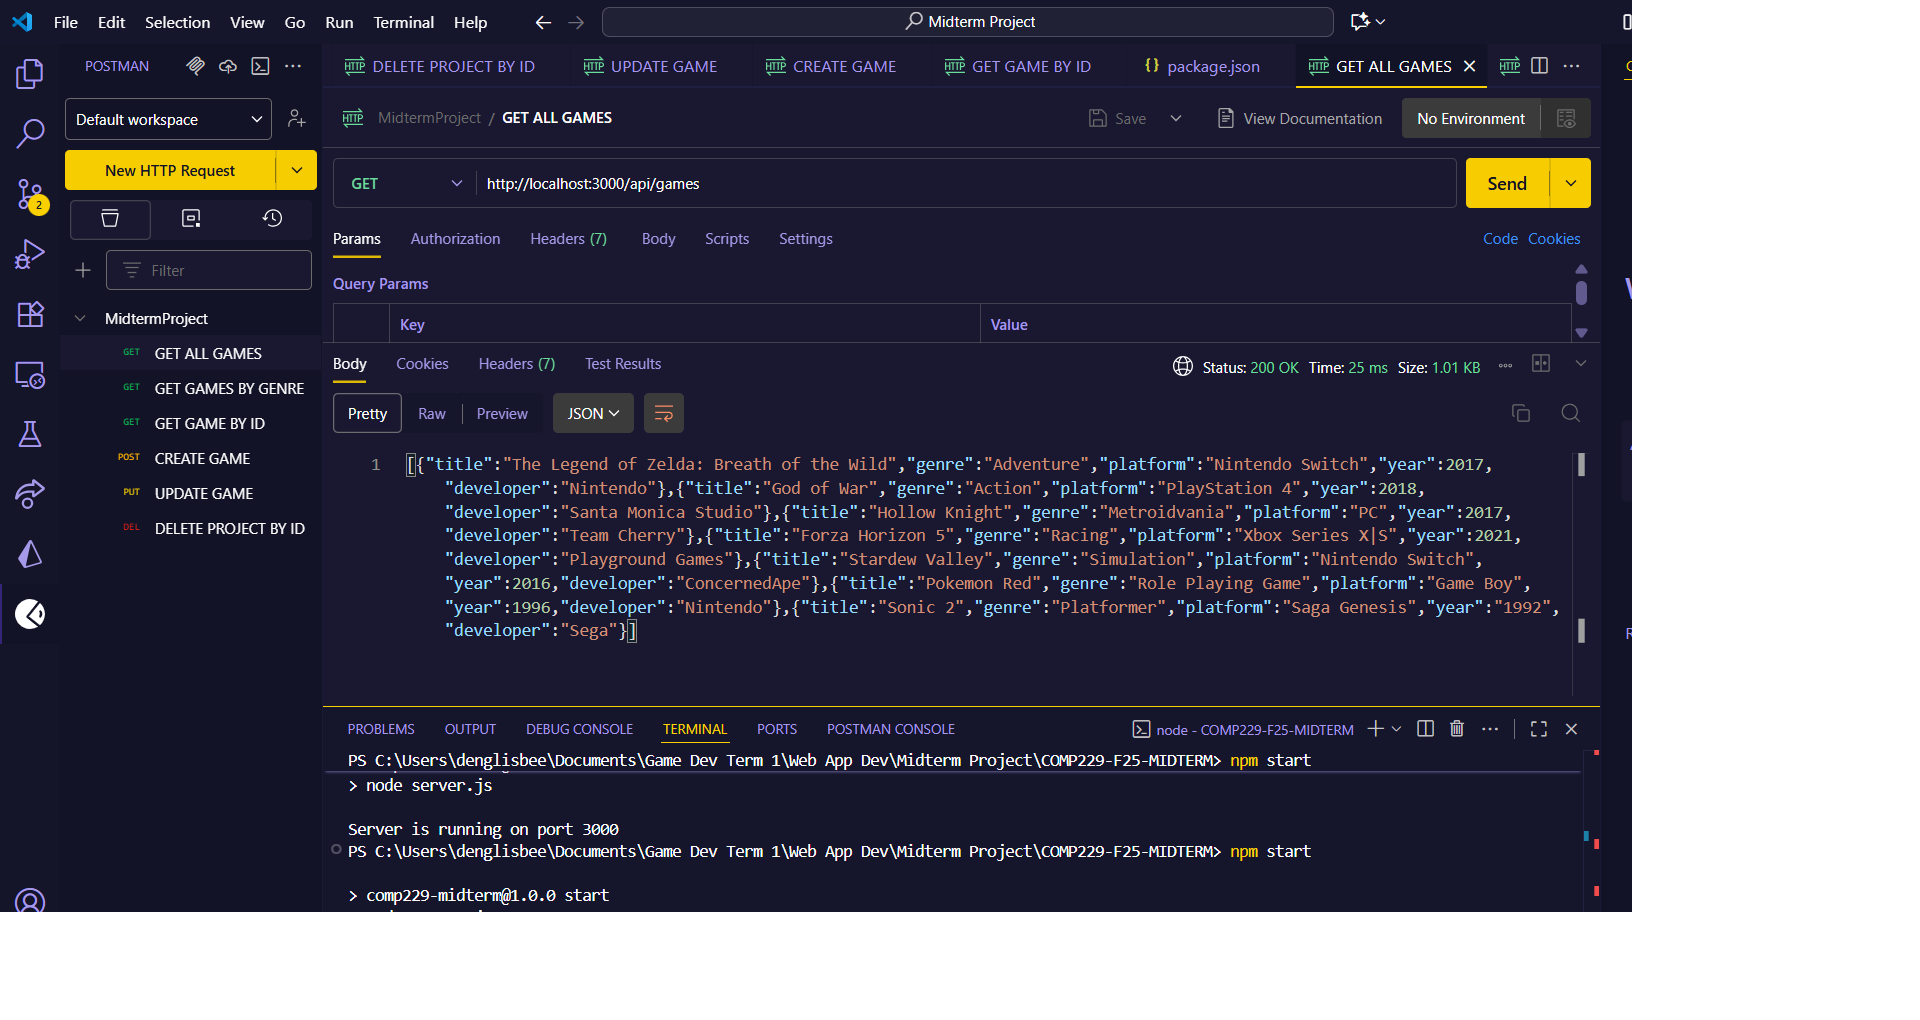 File Edit Selection View Go Run Terminal Help
Midterm Project
POSTMAN
HTTP DELETE PROJECT BY ID HTTP UPDATE GAME HTTP CREATE GAME HTTP GET GAME BY ID {} package.json HTTP GET ALL GAMES HTTP
Default workspace
HTTP MidtermProject / GET ALL GAMES
Save View Documentation No Environment
New HTTP Request
GET http://localhost:3000/api/games Send
2
Params Authorization Headers (7) Body Scripts Settings Code Cookies
Filter
Query Params
Key Value
MidtermProject
GET GET ALL GAMES
GET GET GAMES BY GENRE
GET GET GAME BY ID
POST CREATE GAME
PUT UPDATE GAME
DEL DELETE PROJECT BY ID
Body Cookies Headers (7) Test Results Status: 200 OK Time: 25 ms Size: 1.01 KB
Pretty Raw Preview JSON
1 [{"title":"The Legend of Zelda: Breath of the Wild","genre":"Adventure","platform":"Nintendo Switch","year":2017,
"developer":"Nintendo"},{"title":"God of War","genre":"Action","platform":"PlayStation 4","year":2018,
"developer":"Santa Monica Studio"},{"title":"Hollow Knight","genre":"Metroidvania","platform":"PC","year":2017,
"developer":"Team Cherry"},{"title":"Forza Horizon 5","genre":"Racing","platform":"Xbox Series X|S","year":2021,
"developer":"Playground Games"},{"title":"Stardew Valley","genre":"Simulation","platform":"Nintendo Switch",
"year":2016,"developer":"ConcernedApe"},{"title":"Pokemon Red","genre":"Role Playing Game","platform":"Game Boy",
"year":1996,"developer":"Nintendo"},{"title":"Sonic 2","genre":"Platformer","platform":"Saga Genesis","year":"1992",
"developer":"Sega"}]
PROBLEMS OUTPUT DEBUG CONSOLE TERMINAL PORTS POSTMAN CONSOLE node - COMP229-F25-MIDTERM
PS C:\Users\denglisbee\Documents\Game Dev Term 1\Web App Dev\Midterm Project\COMP229-F25-MIDTERM> npm start
> node server.js
Server is running on port 3000
PS C:\Users\denglisbee\Documents\Game Dev Term 1\Web App Dev\Midterm Project\COMP229-F25-MIDTERM> npm start
> comp229-midterm@1.0.0 start